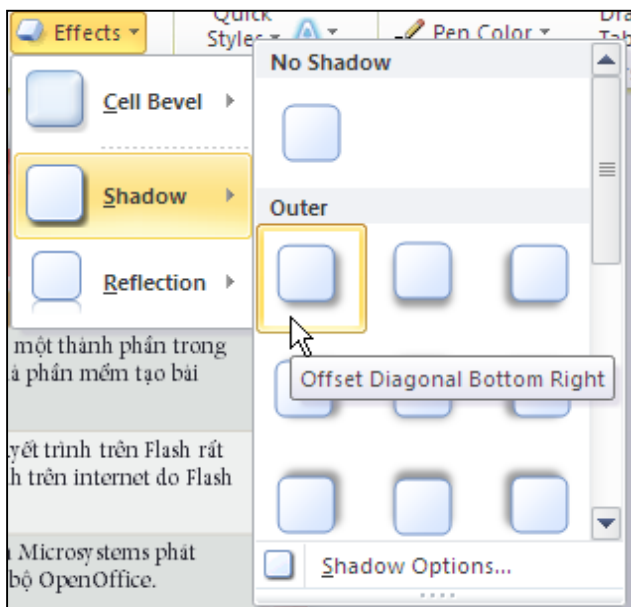 Effects
Quick
Styles
Pen Color
Cell Bevel
Shadow
Reflection
No Shadow
Outer
Offset Diagonal Bottom Right
Shadow Options...
một thành phần trong
phần mềm tạo bài
yết trình trên Flash rất
h trên internet do Flash
Microsystems phát
bộ OpenOffice.